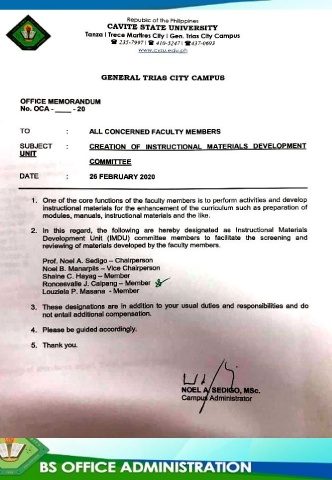 Republic of the Philippines
CAVITE STATE UNIVERSITY
Tanza | Trece Martires City | Gen. Trias City Campus
☎ 235-7997 | ☎ 410-5247 | ☎ 437-0693
www.cvsu.edu.ph
GENERAL TRIAS CITY CAMPUS
OFFICE MEMORANDUM
No. OCA - ____ - 20
TO : ALL CONCERNED FACULTY MEMBERS
SUBJECT : CREATION OF INSTRUCTIONAL MATERIALS DEVELOPMENT
UNIT
COMMITTEE
DATE : 26 FEBRUARY 2020
1. One of the core functions of the faculty members is to perform activities and develop
instructional materials for the enhancement of the curriculum such as preparation of
modules, manuals, instructional materials and the like.
2. In this regard, the following are hereby designated as Instructional Materials
Development Unit (IMDU) committee members to facilitate the screening and
reviewing of materials developed by the faculty members.
Prof. Noel A. Sedigo – Chairperson
Noel B. Manarpiis – Vice Chairperson
Shaine C. Hayag – Member
Roncesvalle J. Caipang – Member
Louziela P. Masana - Member
3. These designations are in addition to your usual duties and responsibilities and do
not entail additional compensation.
4. Please be guided accordingly.
5. Thank you.
NOEL A. SEDIGO, MSc.
Campus Administrator
BS OFFICE ADMINISTRATION